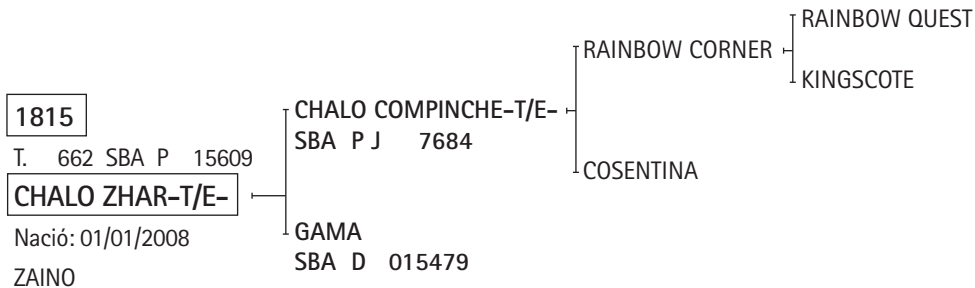 1815
T. 662 SBA P 15609
CHALO ZHAR-T/E-
Nació: 01/01/2008
ZAINO
CHALO COMPINCHE-T/E-
SBA P J 7684
GAMA
SBA D 015479
RAINBOW CORNER
COSENTINA
RAINBOW QUEST
KINGSCOTE